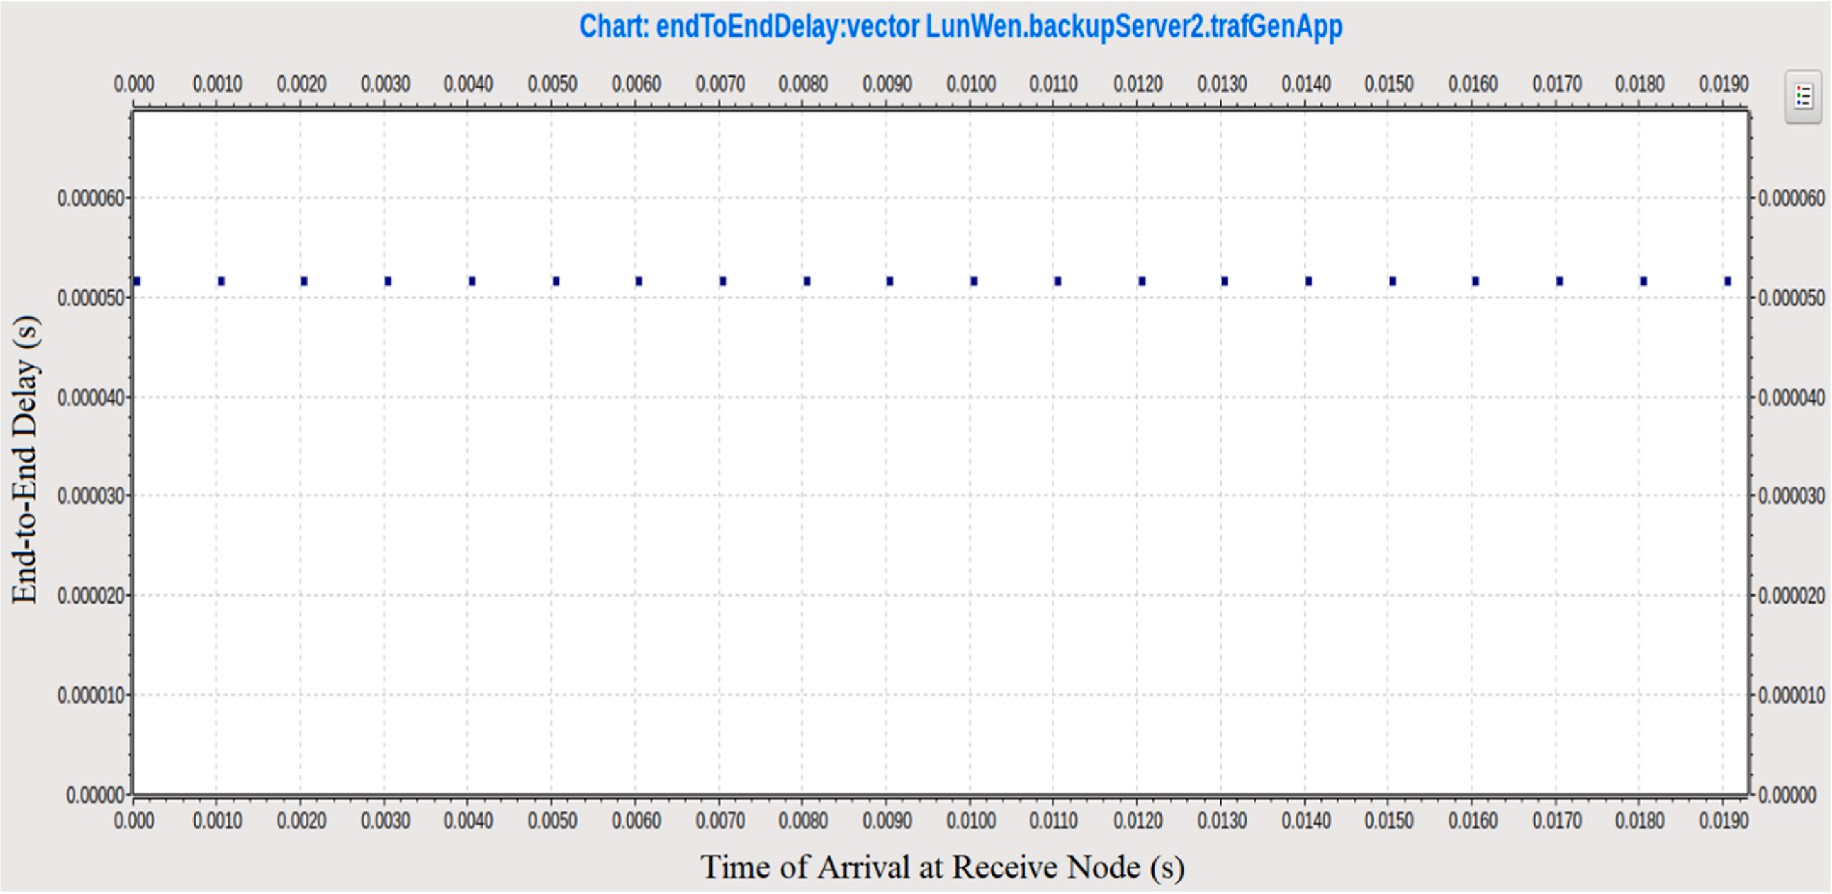 Chart: endToEndDelay:vector LunWen.backupServer2.trafGenApp
0.000 0.0010 0.0020 0.0030 0.0040 0.0050 0.0060 0.0070 0.0080 0.0090 0.0100 0.0110 0.0120 0.0130 0.0140 0.0150 0.0160 0.0170 0.0180 0.0190
0.000060 0.000060
0.000050 0.000050
0.000040 0.000040
0.000030 0.000030
0.000020 0.000020
0.000010 0.000010
0.00000 0.00000
End-to-End Delay (s)
0.000 0.0010 0.0020 0.0030 0.0040 0.0050 0.0060 0.0070 0.0080 0.0090 0.0100 0.0110 0.0120 0.0130 0.0140 0.0150 0.0160 0.0170 0.0180 0.0190
Time of Arrival at Receive Node (s)